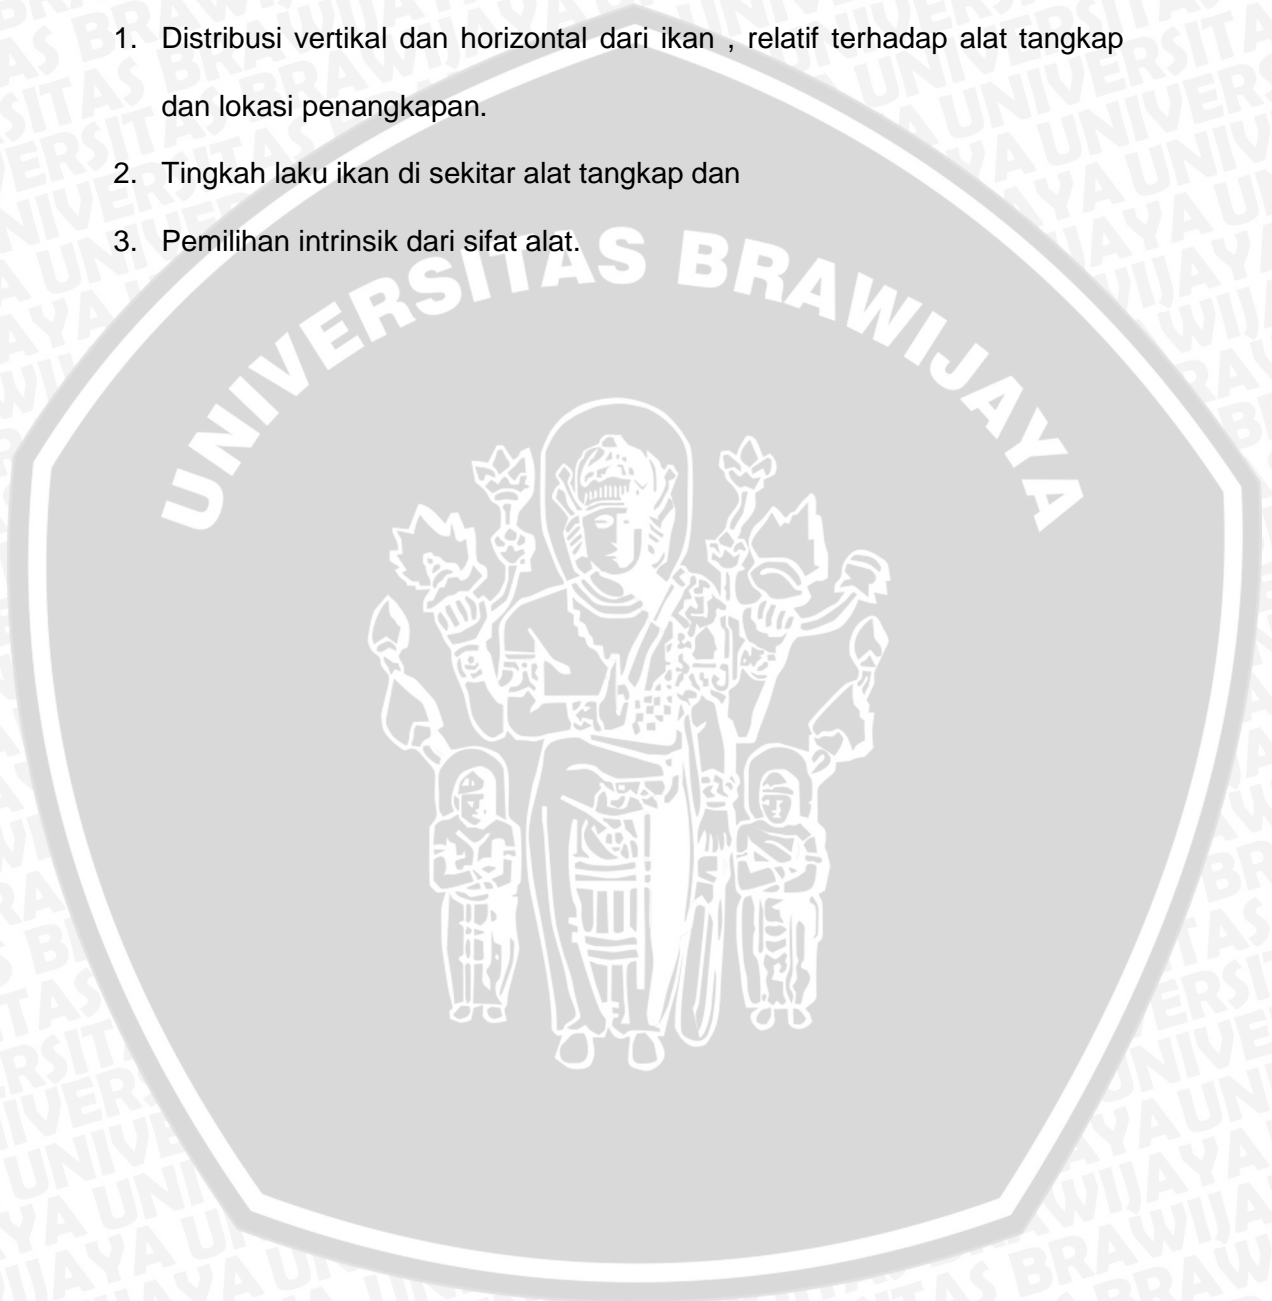 1. Distribusi vertikal dan horizontal dari ikan , relatif terhadap alat tangkap
dan lokasi penangkapan.
2. Tingkah laku ikan di sekitar alat tangkap dan
3. Pemilihan intrinsik dari sifat alat.
UNIVERSITAS BRAWIJAYA